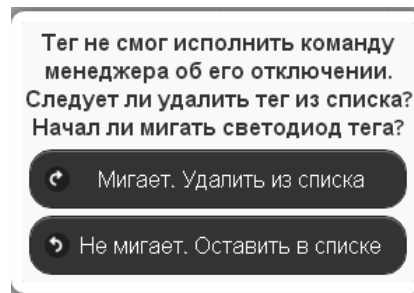 Тег не смог исполнить команду
менеджера об его отключении.
Следует ли удалить тег из списка?
Начал ли мигать светодиод тега?
Мигает. Удалить из списка
Не мигает. Оставить в списке